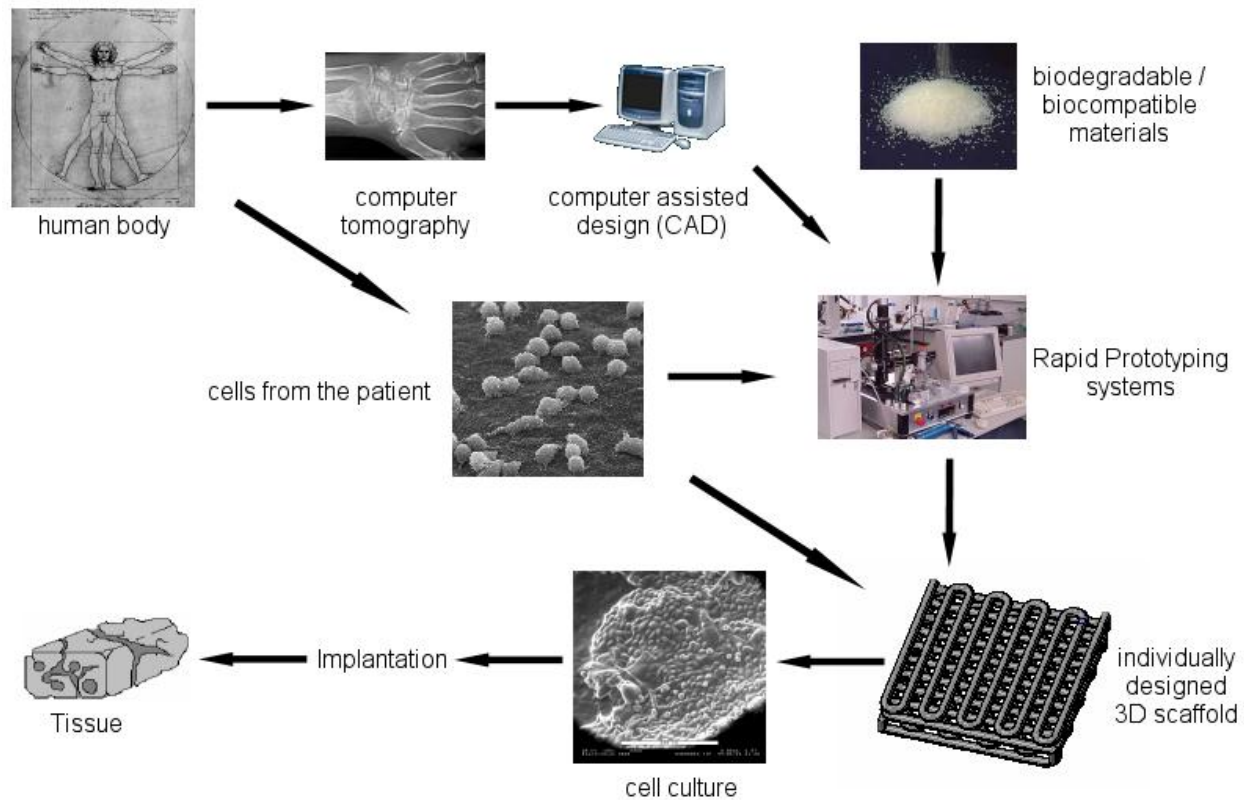 human body
computer
tomography
computer assisted
design (CAD)
biodegradable /
biocompatible
materials
cells from the patient
Rapid Prototyping
systems
individually
designed
3D scaffold
cell culture
Implantation
Tissue